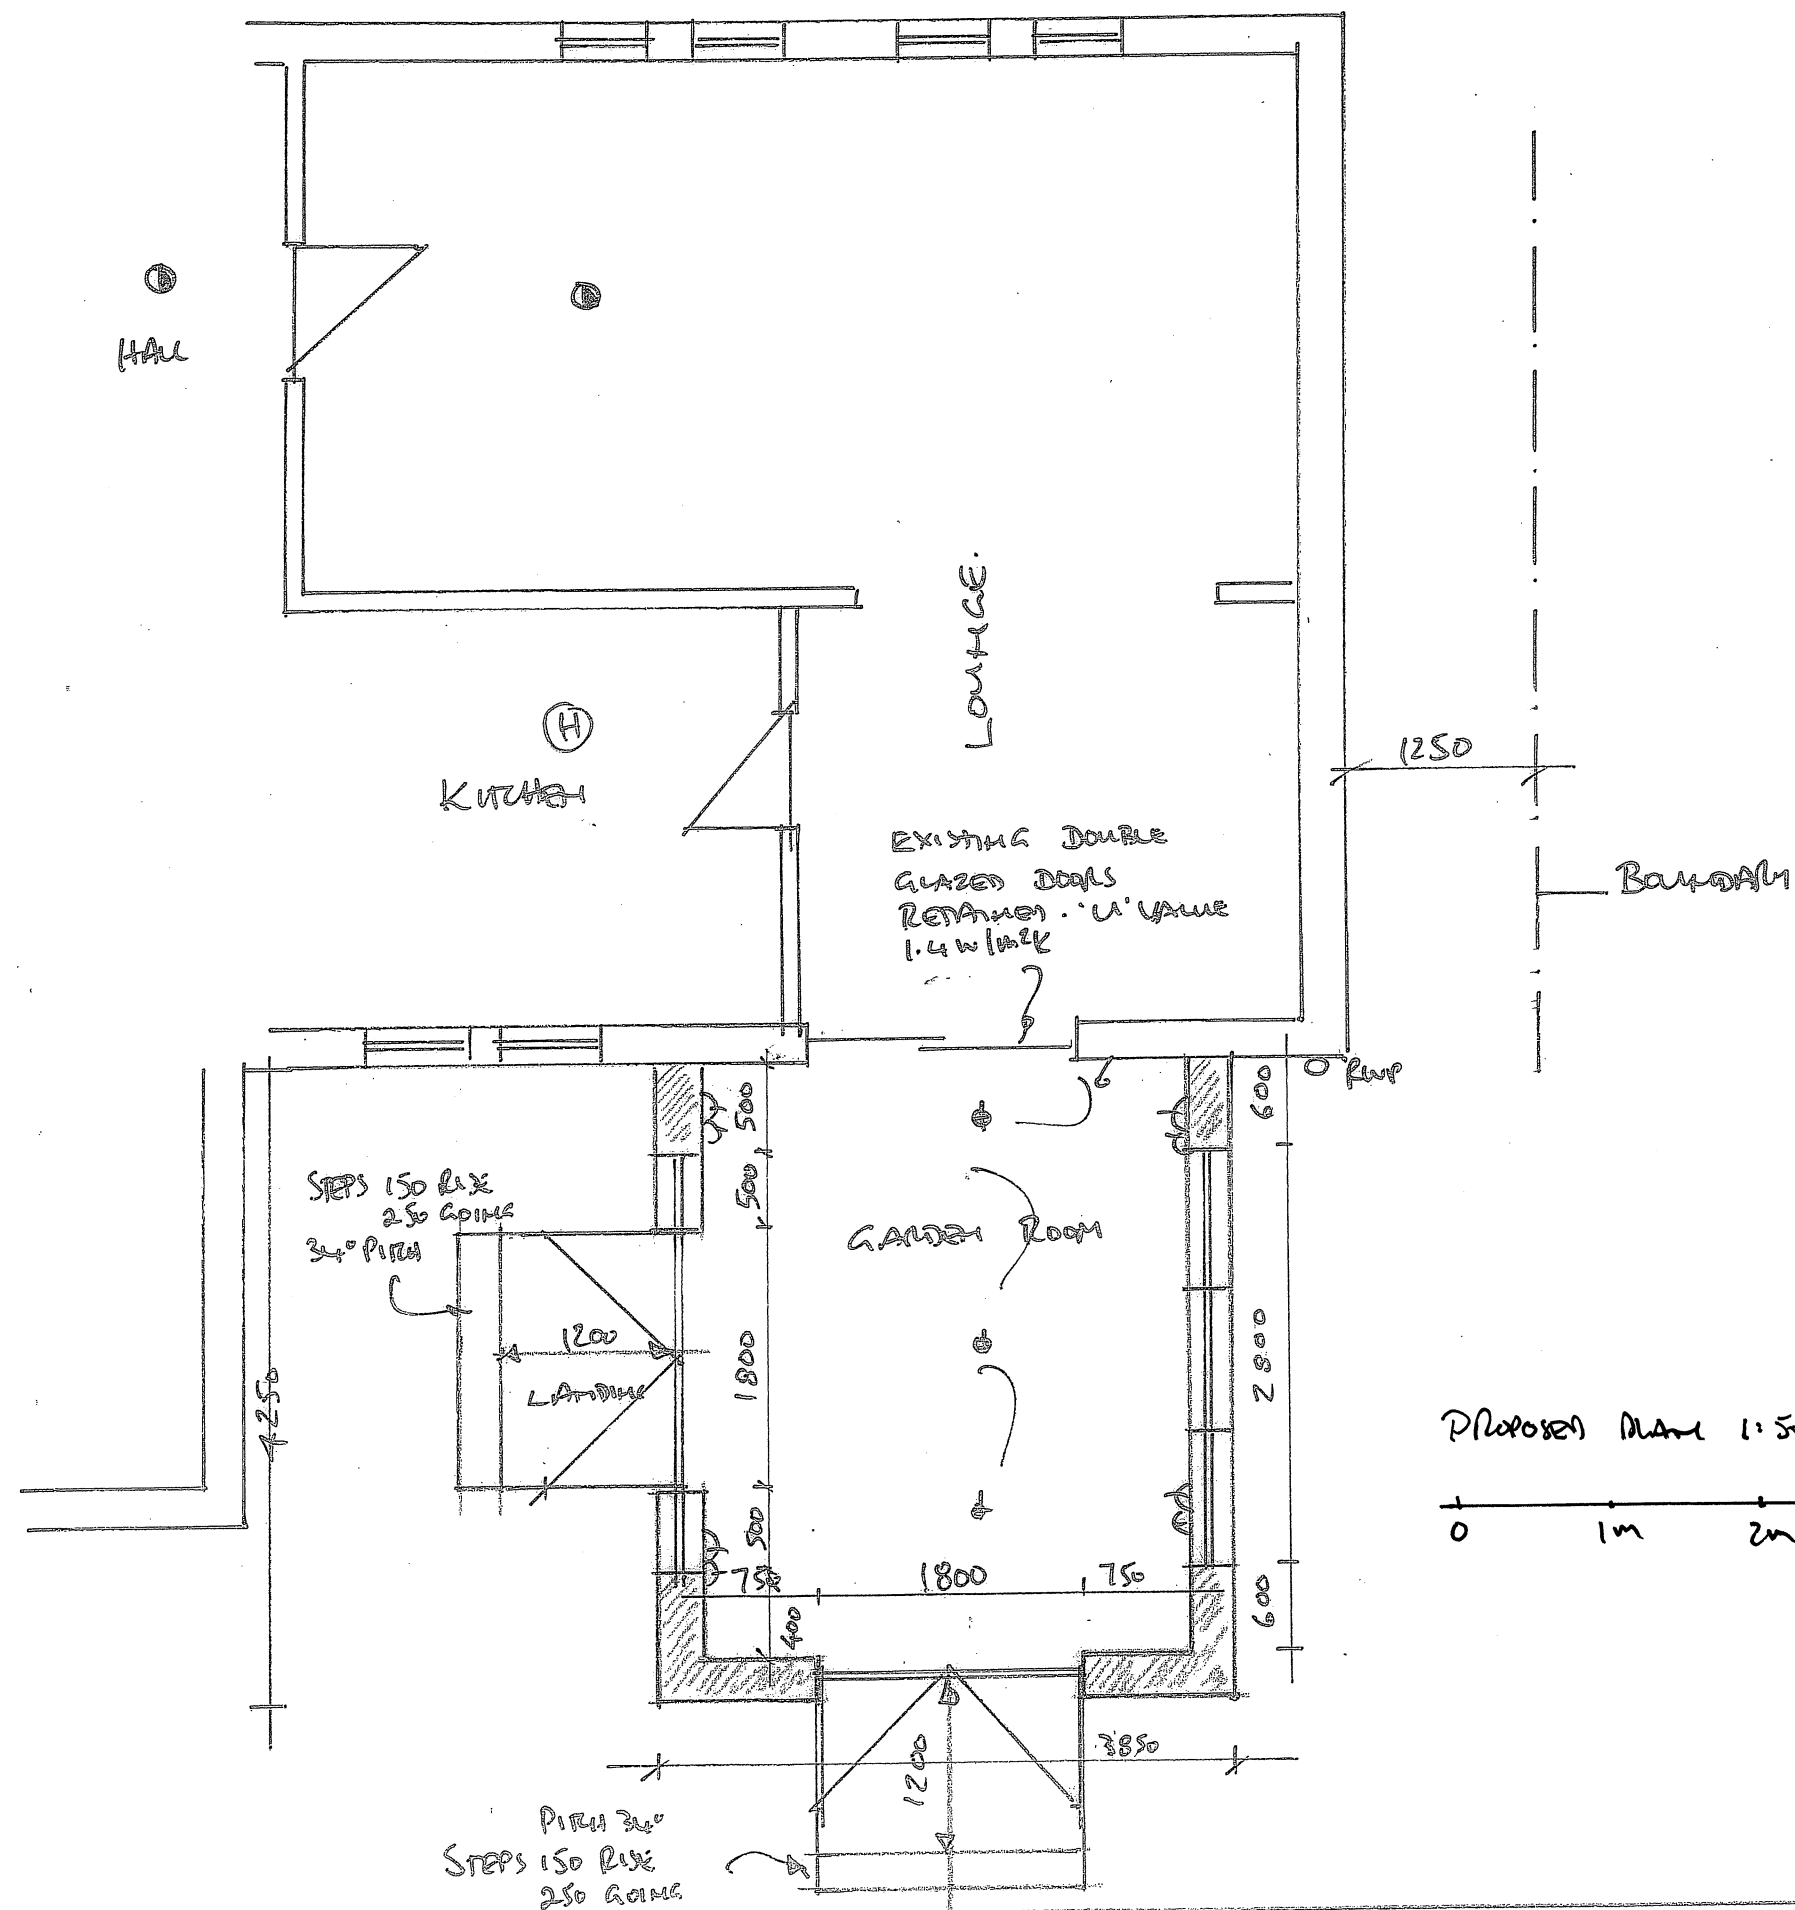 HALL
LOUNGE.
H
KITCHEN
1250
EXISTING DOUBLE
GLAZED DOORS
RETAINED. 'U' VALUE
1.4 W/m²K
BOUNDARY
RWP
500
600
STEPS 150 RISE
250 GOING
34° PITCH
500
GARDEN ROOM
1200
LANDING
1800
2800
4250
PROPOSED PLAN 1:5
0 1m 2m
500
750 1800 750
400
600
1200
3850
PITCH 34°
STEPS 150 RISE
250 GOING